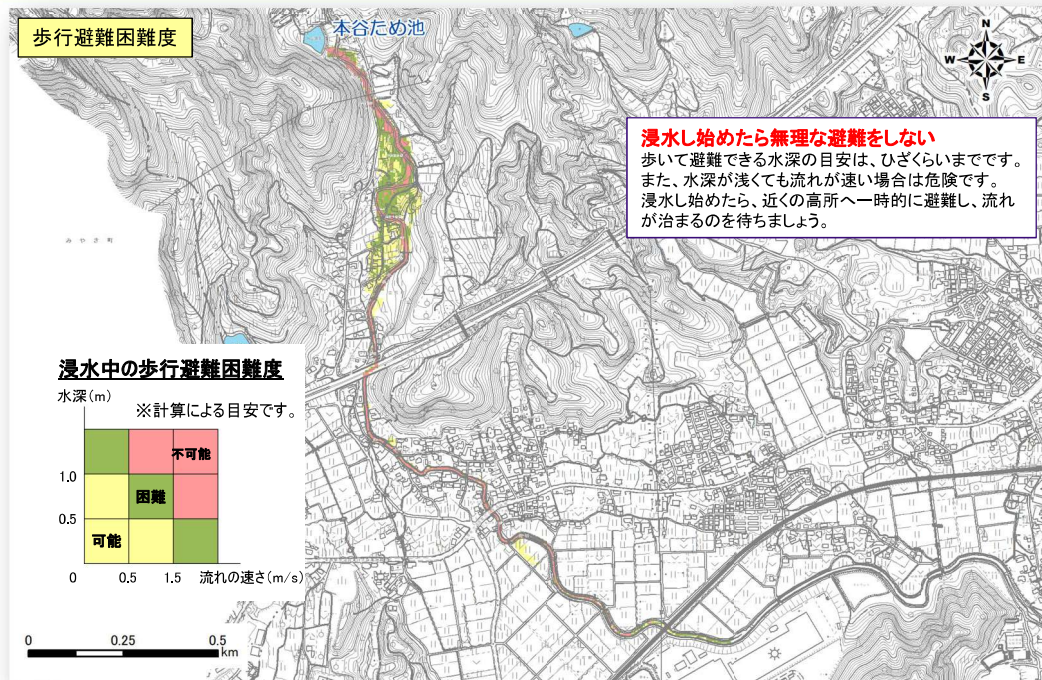 歩行避難困難度
本谷ため池
N
W E
S
浸水し始めたら無理な避難をしない
歩いて避難できる水深の目安は、ひざくらいまでです。
また、水深が浅くても流れが速い場合は危険です。
浸水し始めたら、近くの高所へ一時的に避難し、流れ
が治まるのを待ちましょう。
みやき町
浸水中の歩行避難困難度
水深(m)
※計算による目安です。
不可能
1.0
困難
0.5
可能
0 0.5 1.5 流れの速さ(m/s)
0 0.25 0.5
km